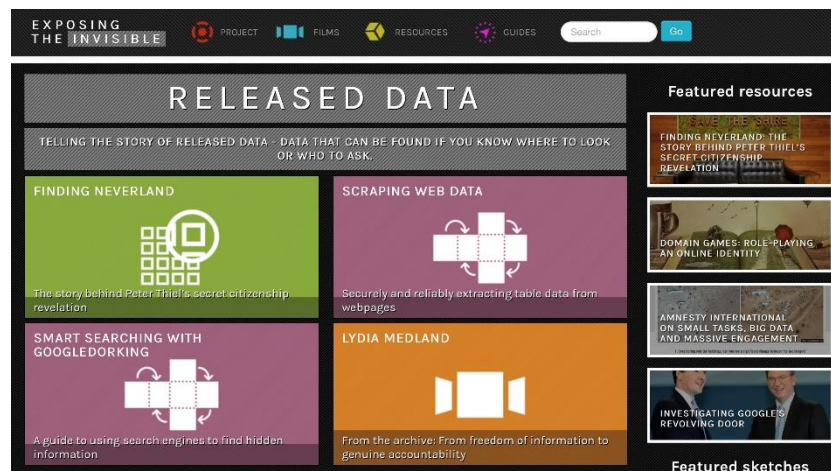 EXPOSING
THE INVISIBLE
PROJECT
FILMS
RESOURCES
GUIDES
Search
Go
RELEASED DATA
TELLING THE STORY OF RELEASED DATA - DATA THAT CAN BE FOUND IF YOU KNOW WHERE TO LOOK
OR WHO TO ASK.
FINDING NEVERLAND
The story behind Peter Thiel's secret citizenship
revelation
SCRAPING WEB DATA
Securely and reliably extracting table data from
webpages
SMART SEARCHING WITH
GOOGLEDORKING
A guide to using search engines to find hidden
information
LYDIA MEDLAND
From the archive: From freedom of information to
genuine accountability
Featured resources
SAVE THE SHIRE
FINDING NEVERLAND: THE
STORY BEHIND PETER THIEL'S
SECRET CITIZENSHIP
REVELATION
DOMAIN GAMES: ROLE-PLAYING
AN ONLINE IDENTITY
AMNESTY INTERNATIONAL
ON SMALL TASKS, BIG DATA
AND MASSIVE ENGAGEMENT
INVESTIGATING GOOGLE'S
REVOLVING DOOR
Featured sketches